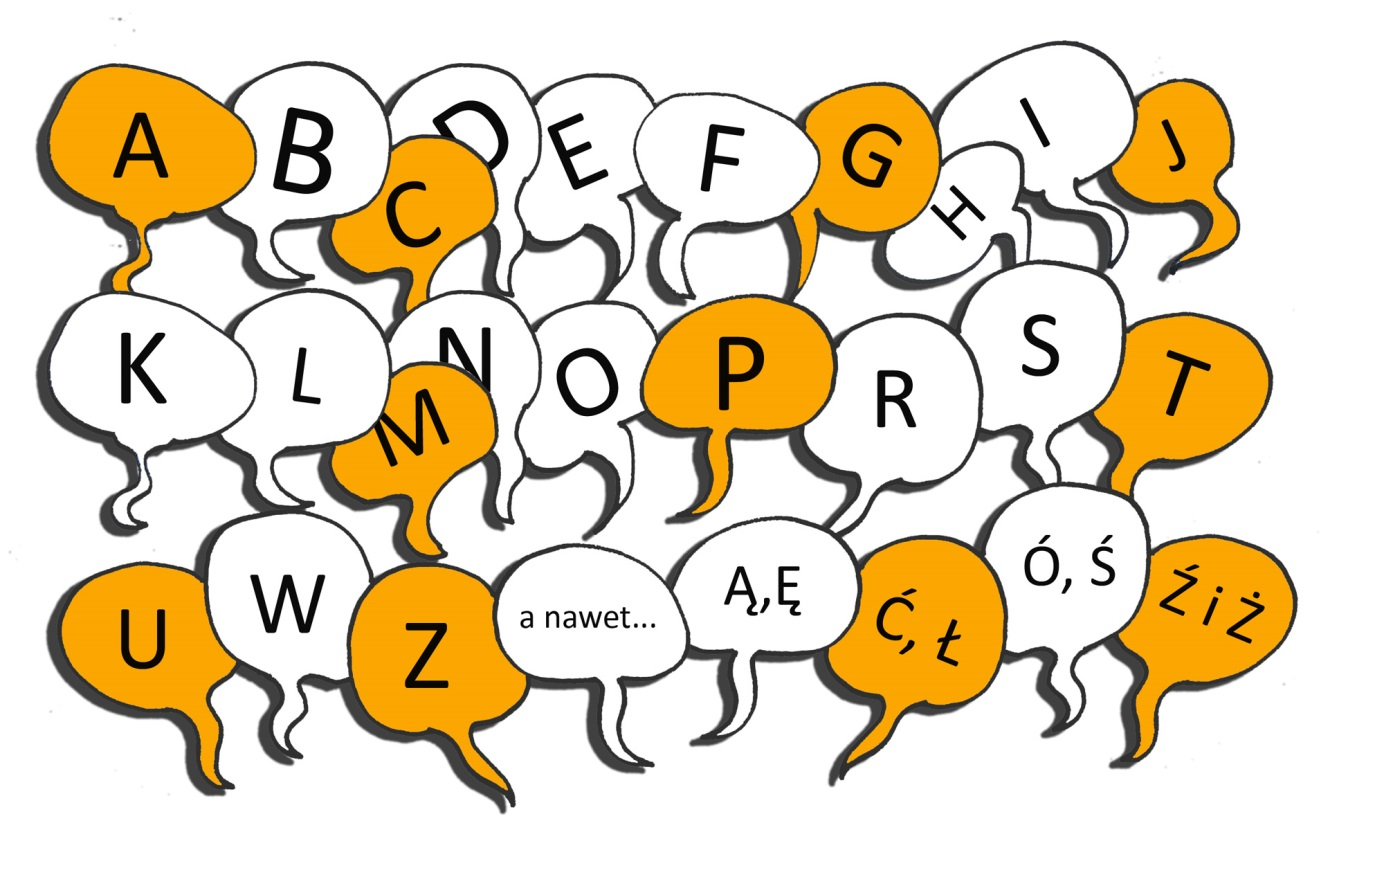 A B C D E F G H I J
K L M N O P R S T
U W Z a nawet... Ą,Ę Ć, Ł Ó, Ś Ź i Ż